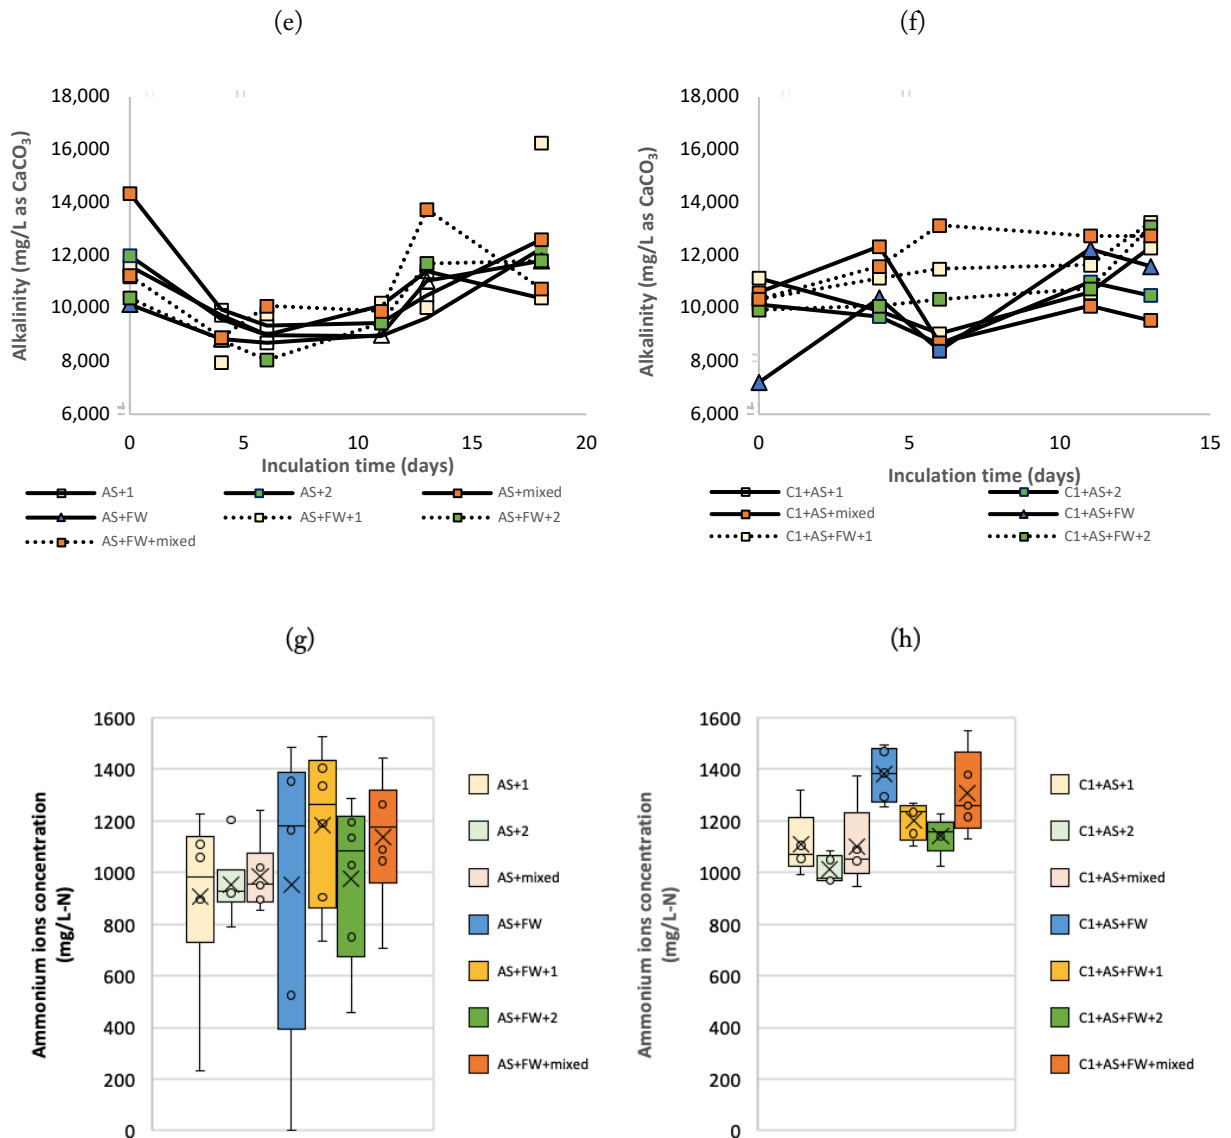 (e)
(f)
Alkalinity (mg/L as CaCO₃)
18,000
16,000
14,000
12,000
10,000
8,000
6,000
0
5
10
15
20
Inculation time (days)
AS+1
AS+2
AS+mixed
AS+FW
AS+FW+1
AS+FW+2
AS+FW+mixed
Alkalinity (mg/L as CaCO₃)
18,000
16,000
14,000
12,000
10,000
8,000
6,000
0
5
10
15
Inculation time (days)
C1+AS+1
C1+AS+2
C1+AS+mixed
C1+AS+FW
C1+AS+FW+1
C1+AS+FW+2
(g)
(h)
Ammonium ions concentration
(mg/L-N)
1600
1400
1200
1000
800
600
400
200
0
AS+1
AS+2
AS+mixed
AS+FW
AS+FW+1
AS+FW+2
AS+FW+mixed
Ammonium ions concentration
(mg/L-N)
1600
1400
1200
1000
800
600
400
200
0
C1+AS+1
C1+AS+2
C1+AS+mixed
C1+AS+FW
C1+AS+FW+1
C1+AS+FW+2
C1+AS+FW+mixed